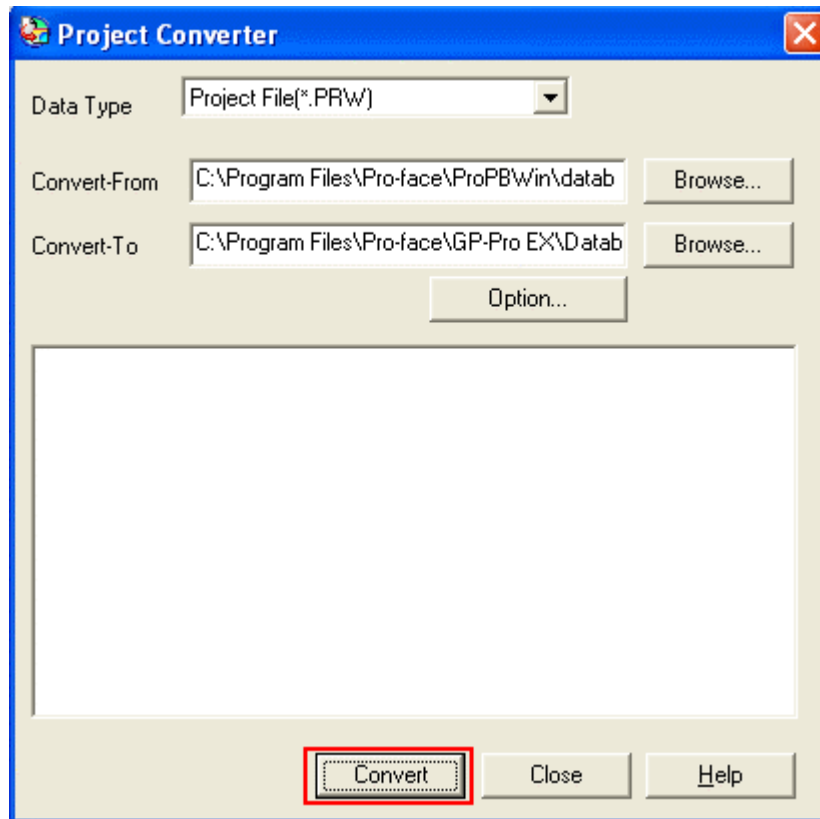 Project Converter
Data Type Project File(*.PRW)
Convert-From C:\Program Files\Pro-face\ProPBWin\datab Browse...
Convert-To C:\Program Files\Pro-face\GP-Pro EX\Datab Browse...
Option...
Convert Close Help